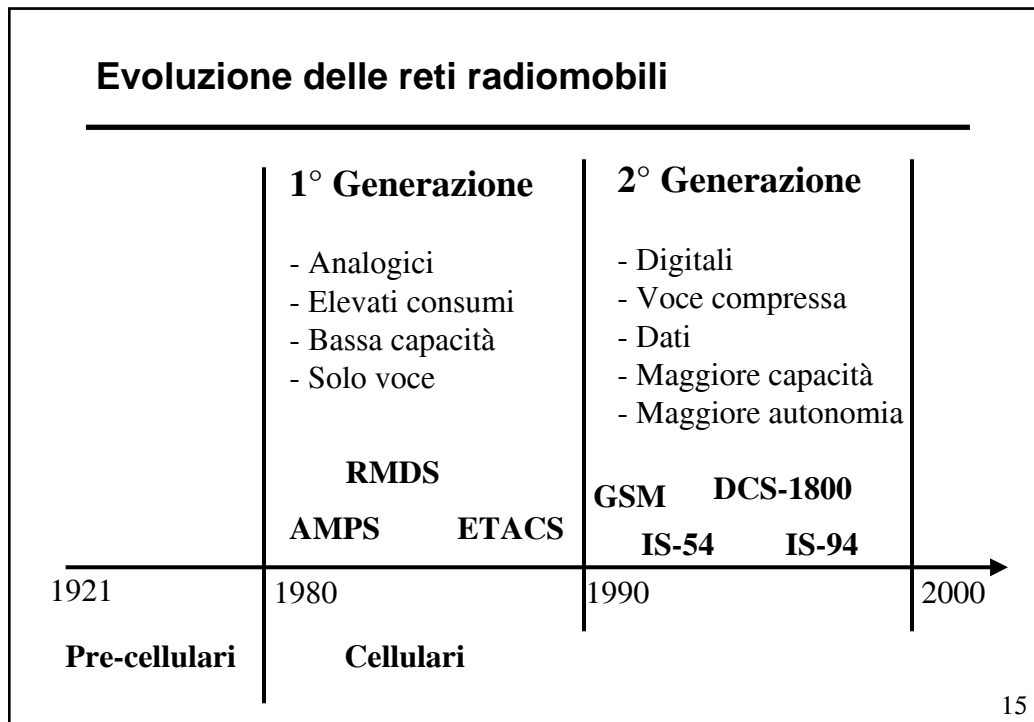 Evoluzione delle reti radiomobili
1° Generazione
- Analogici
- Elevati consumi
- Bassa capacità
- Solo voce
RMDS
AMPS
ETACS
2° Generazione
- Digitali
- Voce compressa
- Dati
- Maggiore capacità
- Maggiore autonomia
GSM
DCS-1800
IS-54
IS-94
1921
1980
1990
2000
Pre-cellulari
Cellulari
15